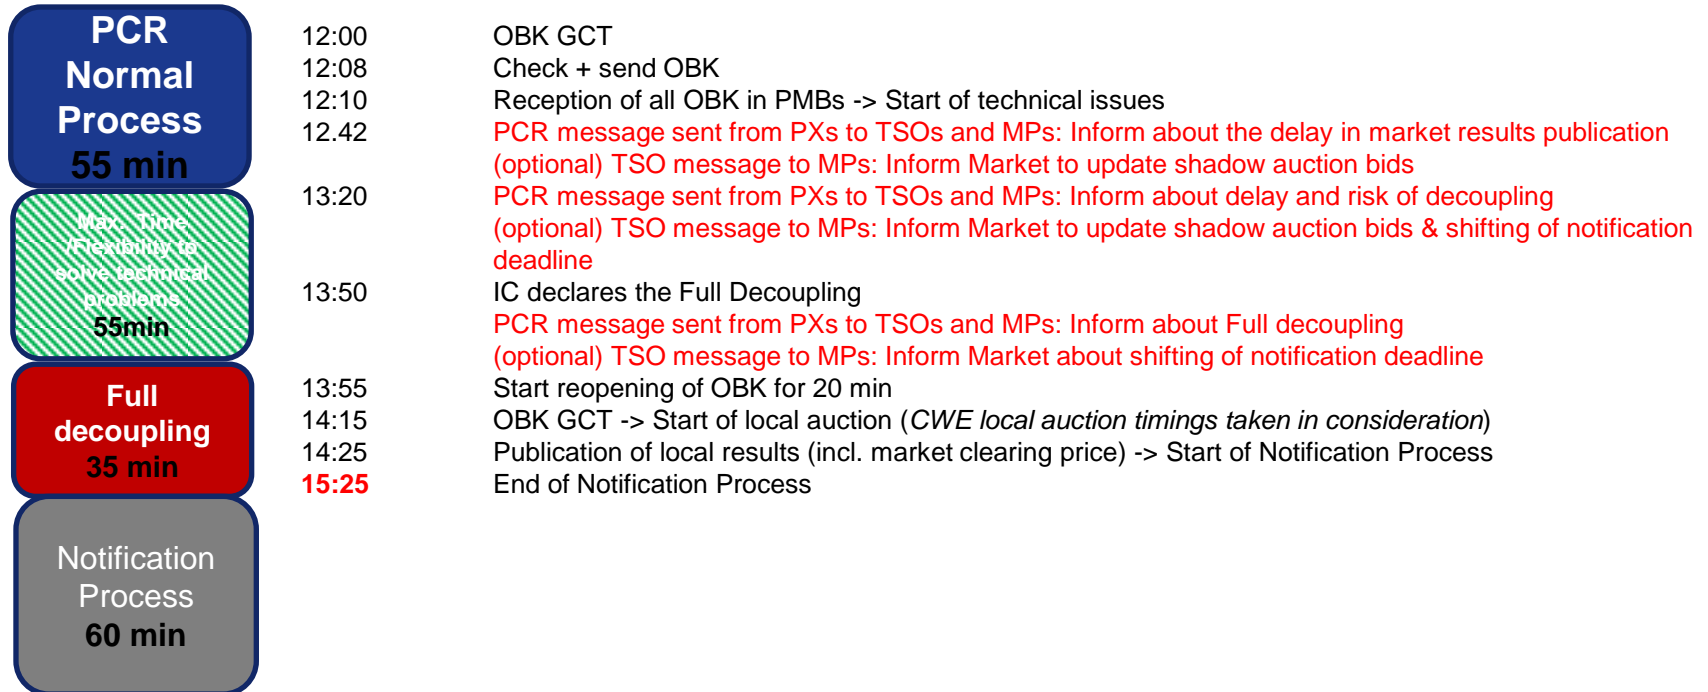 PCR
Normal
Process
55 min
Max. Time
/Flexibility to
solve technical
problems
55min
Full
decoupling
35 min
Notification
Process
60 min
12:00 OBK GCT
12:08 Check + send OBK
12:10 Reception of all OBK in PMBs -> Start of technical issues
12.42 PCR message sent from PXs to TSOs and MPs: Inform about the delay in market results publication
(optional) TSO message to MPs: Inform Market to update shadow auction bids
13:20 PCR message sent from PXs to TSOs and MPs: Inform about delay and risk of decoupling
(optional) TSO message to MPs: Inform Market to update shadow auction bids & shifting of notification
deadline
13:50 IC declares the Full Decoupling
PCR message sent from PXs to TSOs and MPs: Inform about Full decoupling
(optional) TSO message to MPs: Inform Market about shifting of notification deadline
13:55 Start reopening of OBK for 20 min
14:15 OBK GCT -> Start of local auction (CWE local auction timings taken in consideration)
14:25 Publication of local results (incl. market clearing price) -> Start of Notification Process
15:25 End of Notification Process